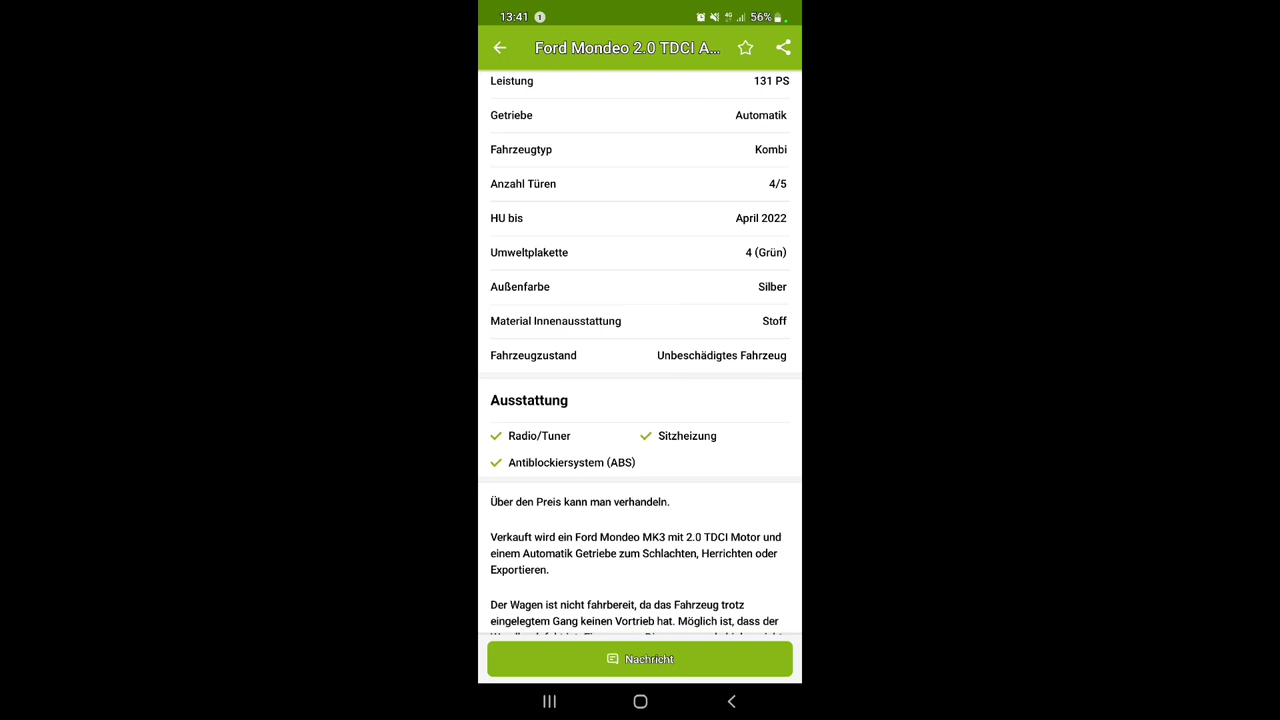 13:41 1 4G 56%
Ford Mondeo 2.0 TDCI A...
Leistung 131 PS
Getriebe Automatik
Fahrzeugtyp Kombi
Anzahl Türen 4/5
HU bis April 2022
Umweltplakette 4 (Grün)
Außenfarbe Silber
Material Innenausstattung Stoff
Fahrzeugzustand Unbeschädigtes Fahrzeug
Ausstattung
Radio/Tuner Sitzheizung
Antiblockiersystem (ABS)
Über den Preis kann man verhandeln.
Verkauft wird ein Ford Mondeo MK3 mit 2.0 TDCI Motor und
einem Automatik Getriebe zum Schlachten, Herrichten oder
Exportieren.
Der Wagen ist nicht fahrbereit, da das Fahrzeug trotz
eingelegtem Gang keinen Vortrieb hat. Möglich ist, dass der
Nachricht